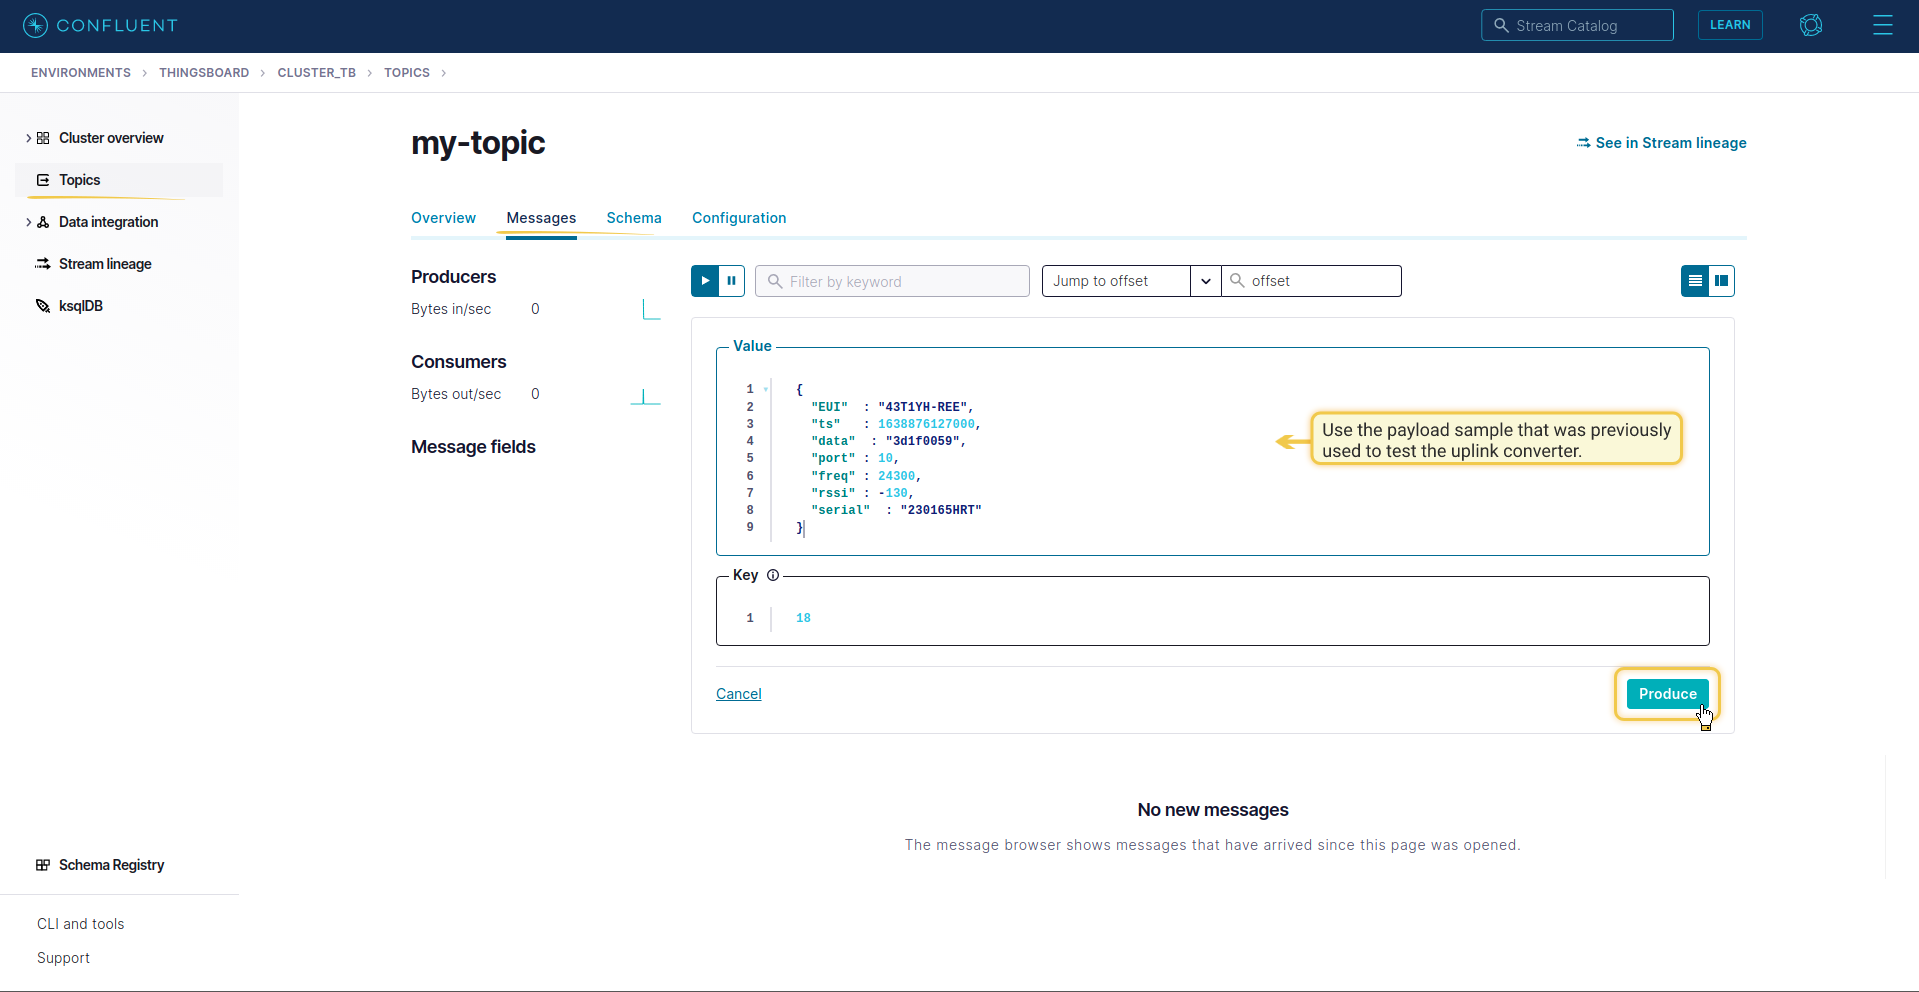 CONFLUENT
Stream Catalog
LEARN
ENVIRONMENTS > THINGSBOARD > CLUSTER_TB > TOPICS >
Cluster overview
Topics
Data integration
Stream lineage
ksqlDB
Schema Registry
CLI and tools
Support
my-topic
See in Stream lineage
Overview Messages Schema Configuration
Producers
Bytes in/sec 0
Consumers
Bytes out/sec 0
Message fields
Filter by keyword
Jump to offset
offset
Value
1 {
2 "EUI"  : "43T1YH-REE",
3 "ts"   : 1638876127000,
4 "data"  : "3d1f0059",
5 "port" : 10,
6 "freq" : 24300,
7 "rssi" : -130,
8 "serial"  : "230165HRT"
9 }
Use the payload sample that was previously
used to test the uplink converter.
Key
1 18
Cancel
Produce
No new messages
The message browser shows messages that have arrived since this page was opened.